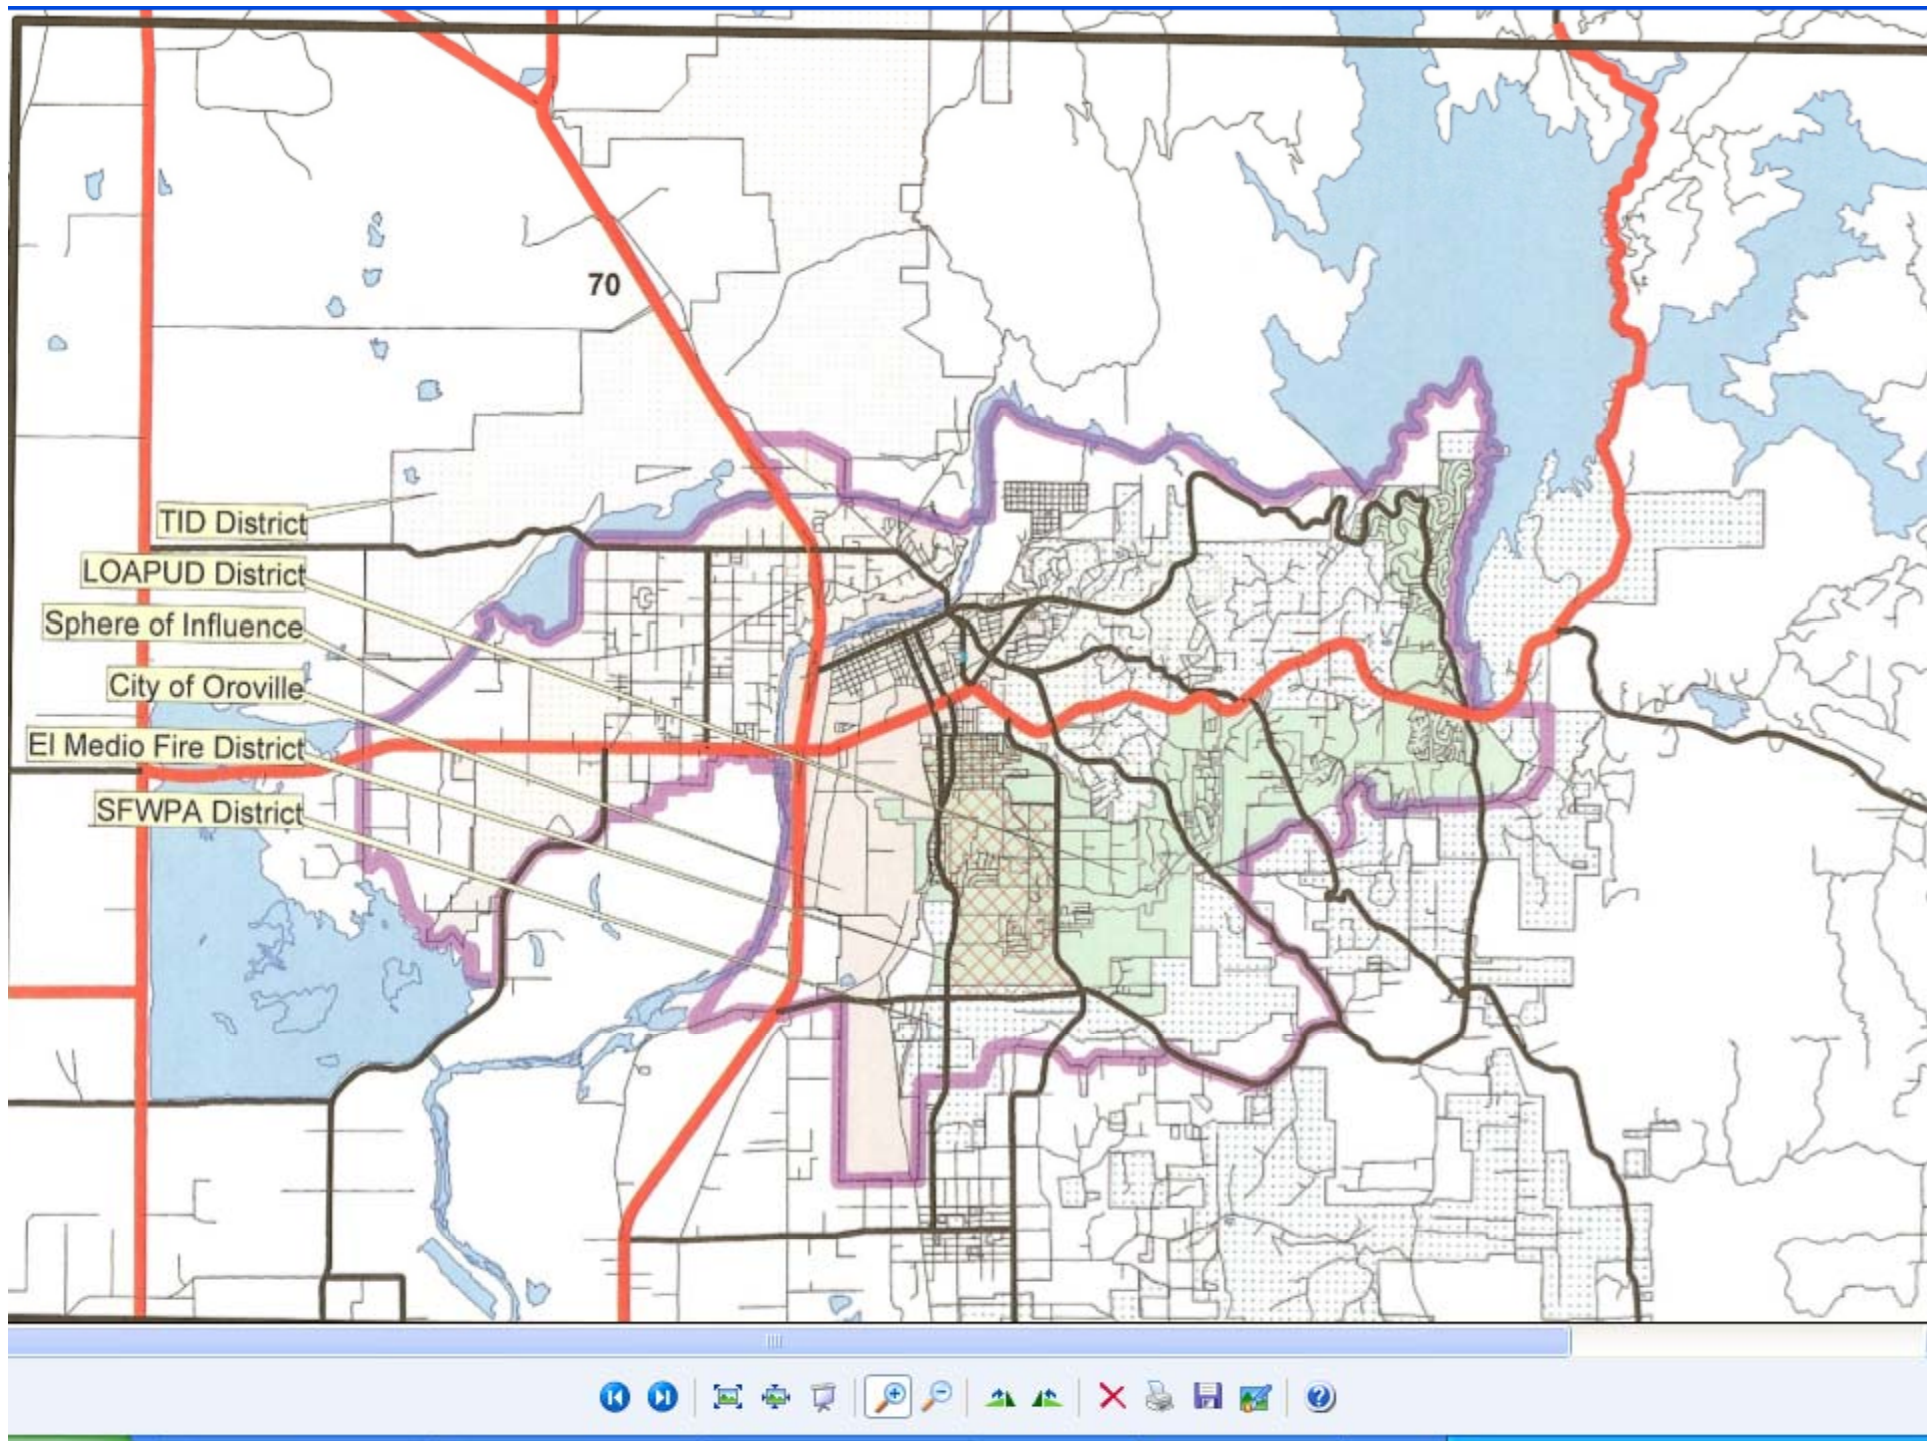 70
TID District
LOAPUD District
Sphere of Influence
City of Oroville
El Medio Fire District
SFWPA District